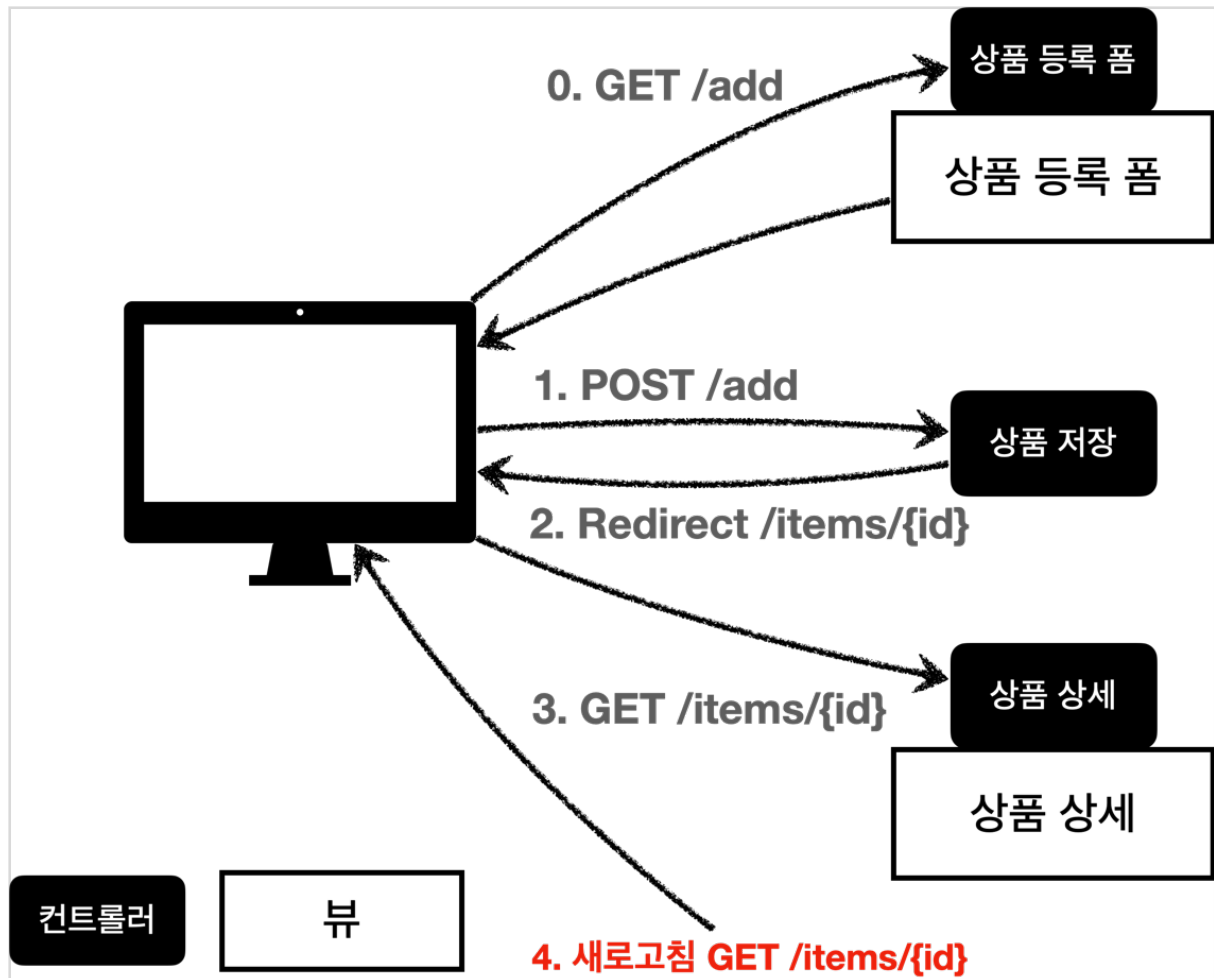 상품 등록 폼
0. GET /add
상품 등록 폼
1. POST /add
상품 저장
2. Redirect /items/{id}
상품 상세
3. GET /items/{id}
상품 상세
컨트롤러
뷰
4. 새로고침 GET /items/{id}